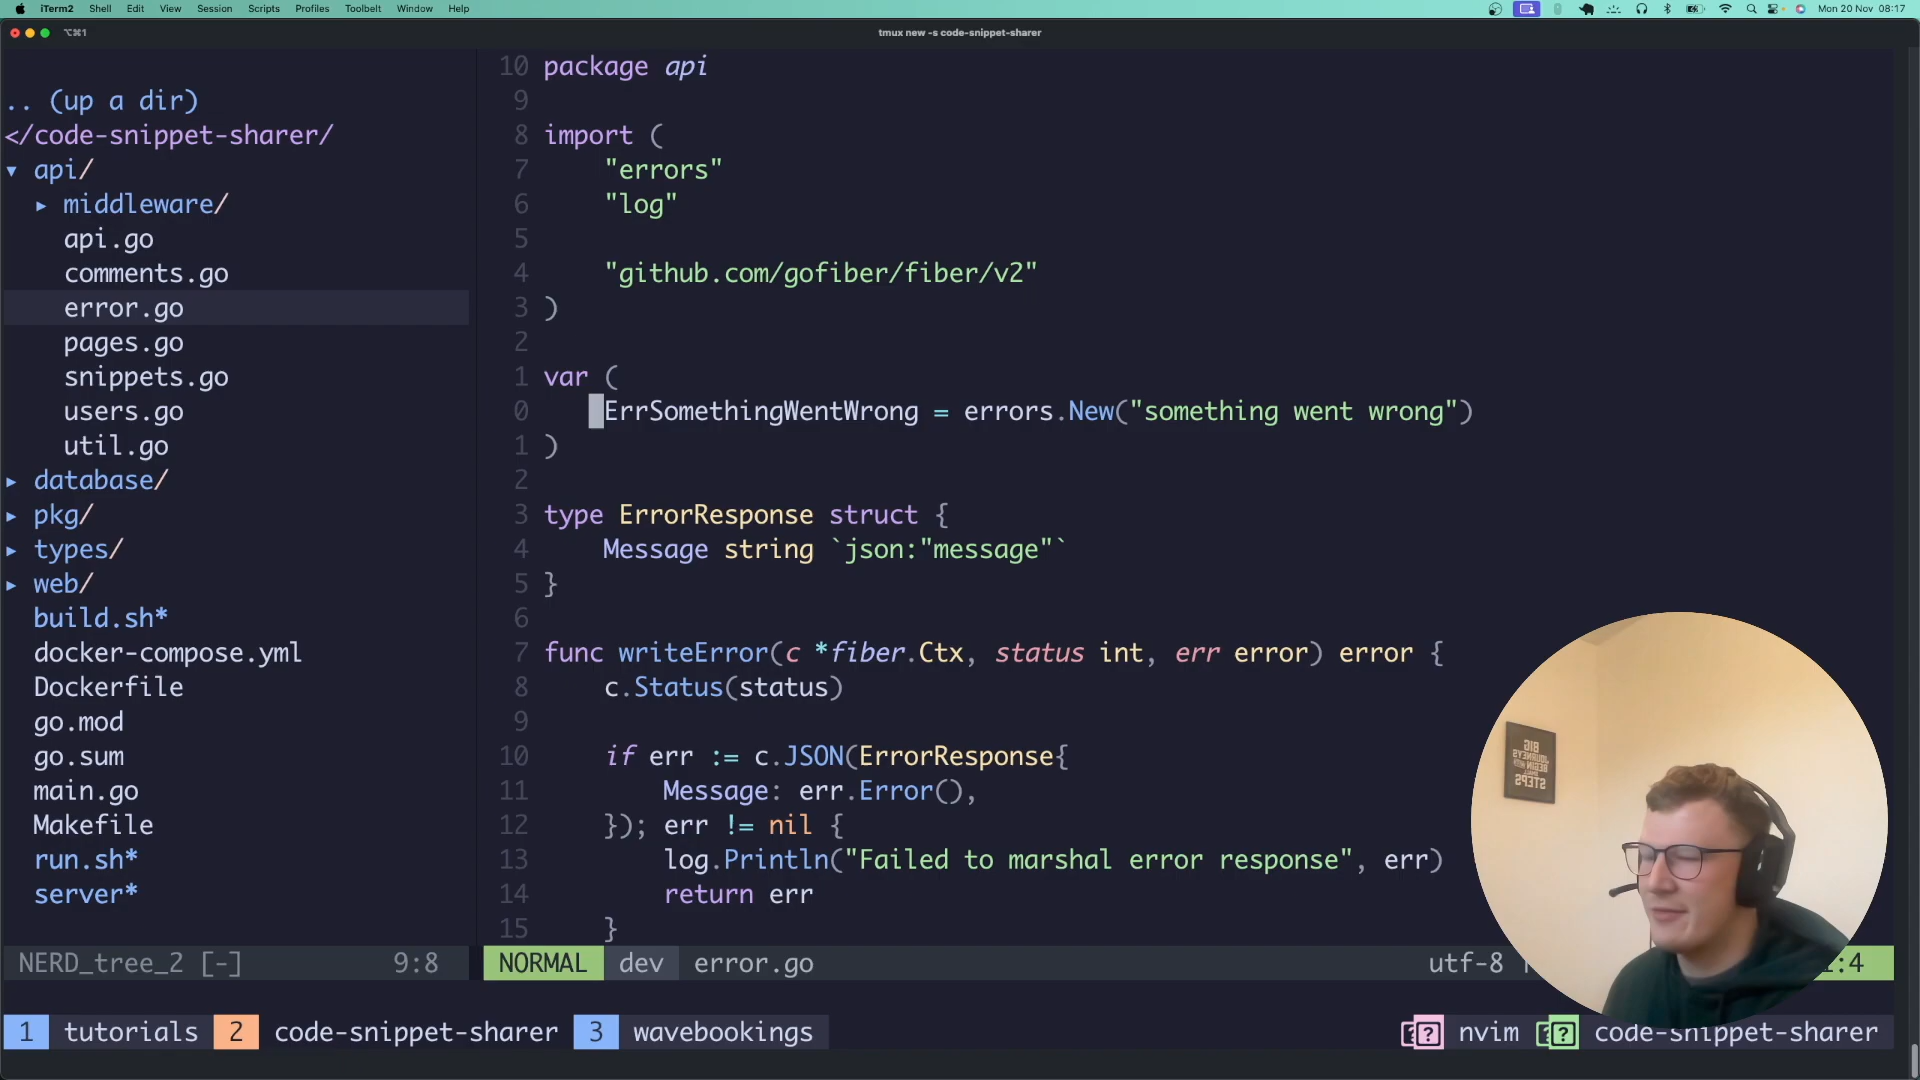 iTerm2 Shell Edit View Session Scripts Profiles Toolbelt Window Help Mon 20 Nov 08:17
⌥⌘1 tmux new -s code-snippet-sharer
.. (up a dir)
</code-snippet-sharer/
▾ api/
▸ middleware/
api.go
comments.go
error.go
pages.go
snippets.go
users.go
util.go
▸ database/
▸ pkg/
▸ types/
▸ web/
build.sh*
docker-compose.yml
Dockerfile
go.mod
go.sum
main.go
Makefile
run.sh*
server*
NERD_tree_2 [-] 9:8
10 package api
9
8 import (
7 "errors"
6 "log"
5
4 "github.com/gofiber/fiber/v2"
3 )
2
1 var (
0 ErrSomethingWentWrong = errors.New("something went wrong")
1 )
2
3 type ErrorResponse struct {
4 Message string `json:"message"`
5 }
6
7 func writeError(c *fiber.Ctx, status int, err error) error {
8 c.Status(status)
9
10 if err := c.JSON(ErrorResponse{
11 Message: err.Error(),
12 }); err != nil {
13 log.Println("Failed to marshal error response", err)
14 return err
15 }
NORMAL dev error.go utf-8 :4
BIG
JOURNEYS
BEGIN WITH
SMALL
STEPS
1 tutorials 2 code-snippet-sharer 3 wavebookings ?? nvim ?? code-snippet-sharer